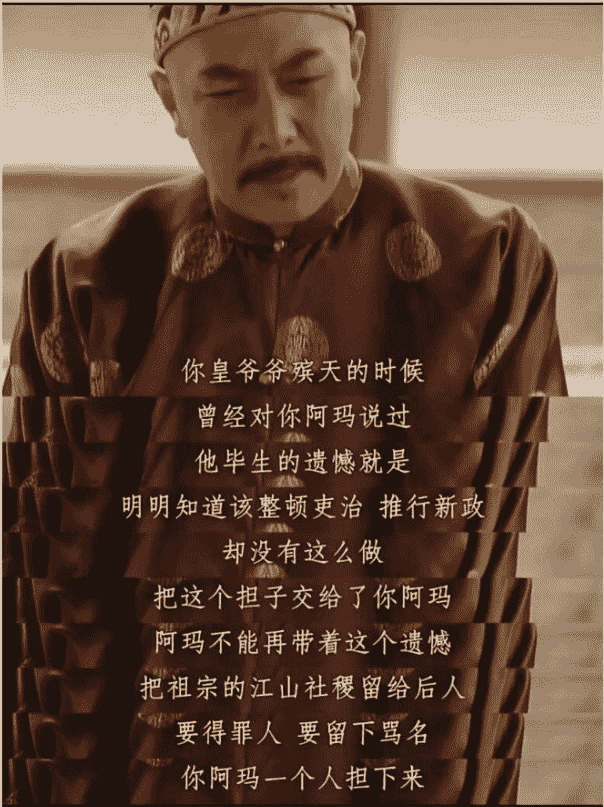 你皇爷爷殡天的时候
曾经对你阿玛说过
他毕生的遗憾就是
明明知道该整顿吏治 推行新政
却没有这么做
把这个担子交给了你阿玛
阿玛不能再带着这个遗憾
把祖宗的江山社稷留给后人
要得罪人 要留下骂名
你阿玛一个人担下来